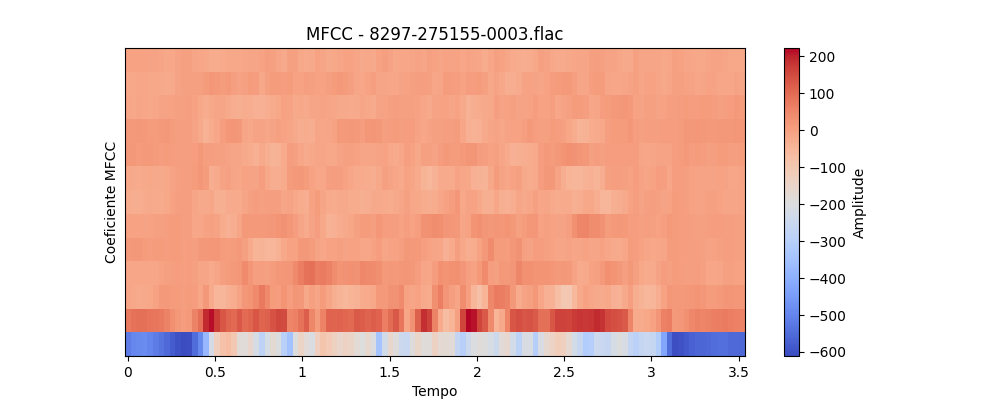 MFCC - 8297-275155-0003.flac
Coeficiente MFCC
0 0.5 1 1.5 2 2.5 3 3.5
Tempo
200
100
0
−100
−200
−300
−400
−500
−600
Amplitude